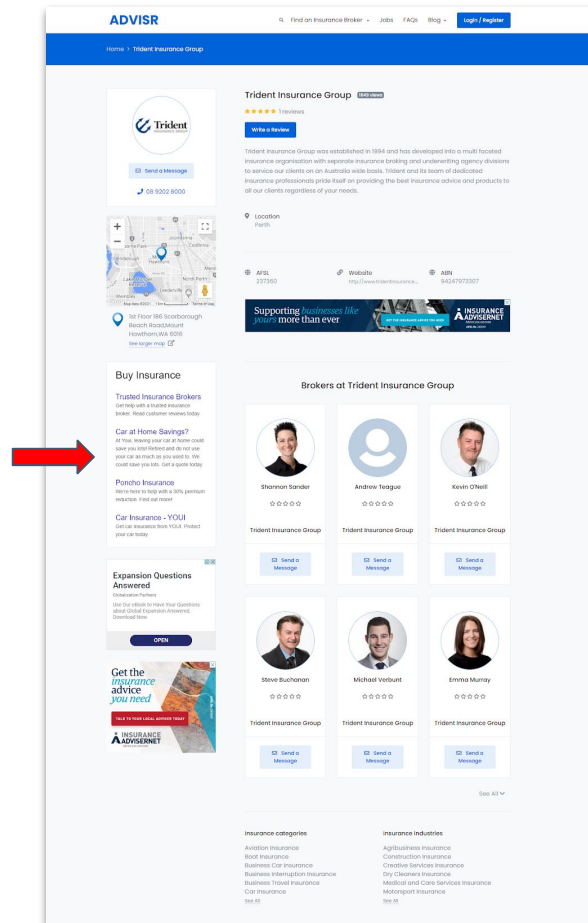 ADVISR
Find an Insurance Broker
Jobs
FAQs
Blog
Login / Register
Home > Trident Insurance Group
Trident
Send a Message
08 9202 8000
1st Floor 186 Scarborough
Beach Road,Mount
Hawthorn,WA 6016
See larger map
Buy Insurance
Trusted Insurance Brokers
Get help with a trusted insurance
broker. Read customer reviews today.
Car at Home Savings?
At Youi, leaving your car at home could
save you lots! Retired and do not use
your car as much as you used to. We
could save you lots. Get a quote today.
Poncho Insurance
We're here to help with a 30% premium
reduction. Find out more!
Car Insurance - YOUI
Get car insurance from YOUI. Protect
your car today.
Expansion Questions
Answered
Globalization Partners
Use Our eBook to Have Your Questions
about Global Expansion Answered.
Download Now.
OPEN
Get the
insurance
advice
you need
TALK TO YOUR LOCAL ADVISER TODAY
INSURANCE
ADVISERNET
Trident Insurance Group
1849 views
1 reviews
Write a Review
Trident Insurance Group was established in 1994 and has developed into a multi faceted
insurance organisation with separate insurance broking and underwriting agency divisions
to service our clients on an Australia wide basis. Trident and its team of dedicated
insurance professionals pride itself on providing the best insurance advice and products to
all our clients regardless of your needs.
Location
Perth
AFSL
237360
Website
http://www.tridentinsurance...
ABN
94247973307
Supporting businesses like
yours more than ever
GET THE INSURANCE ADVICE YOU NEED
INSURANCE
ADVISERNET
Brokers at Trident Insurance Group
Shannon Sander
Andrew Teague
Kevin O'Neill
Trident Insurance Group
Trident Insurance Group
Trident Insurance Group
Send a
Message
Send a
Message
Send a
Message
Steve Buchanan
Michael Verbunt
Emma Murray
Trident Insurance Group
Trident Insurance Group
Trident Insurance Group
Send a
Message
Send a
Message
Send a
Message
See All
Insurance categories
Aviation Insurance
Boat Insurance
Business Car Insurance
Business Interruption Insurance
Business Travel Insurance
Car Insurance
See All
Insurance industries
Agribusiness Insurance
Construction Insurance
Creative Services Insurance
Dry Cleaners Insurance
Medical and Care Services Insurance
Motorsport Insurance
See All